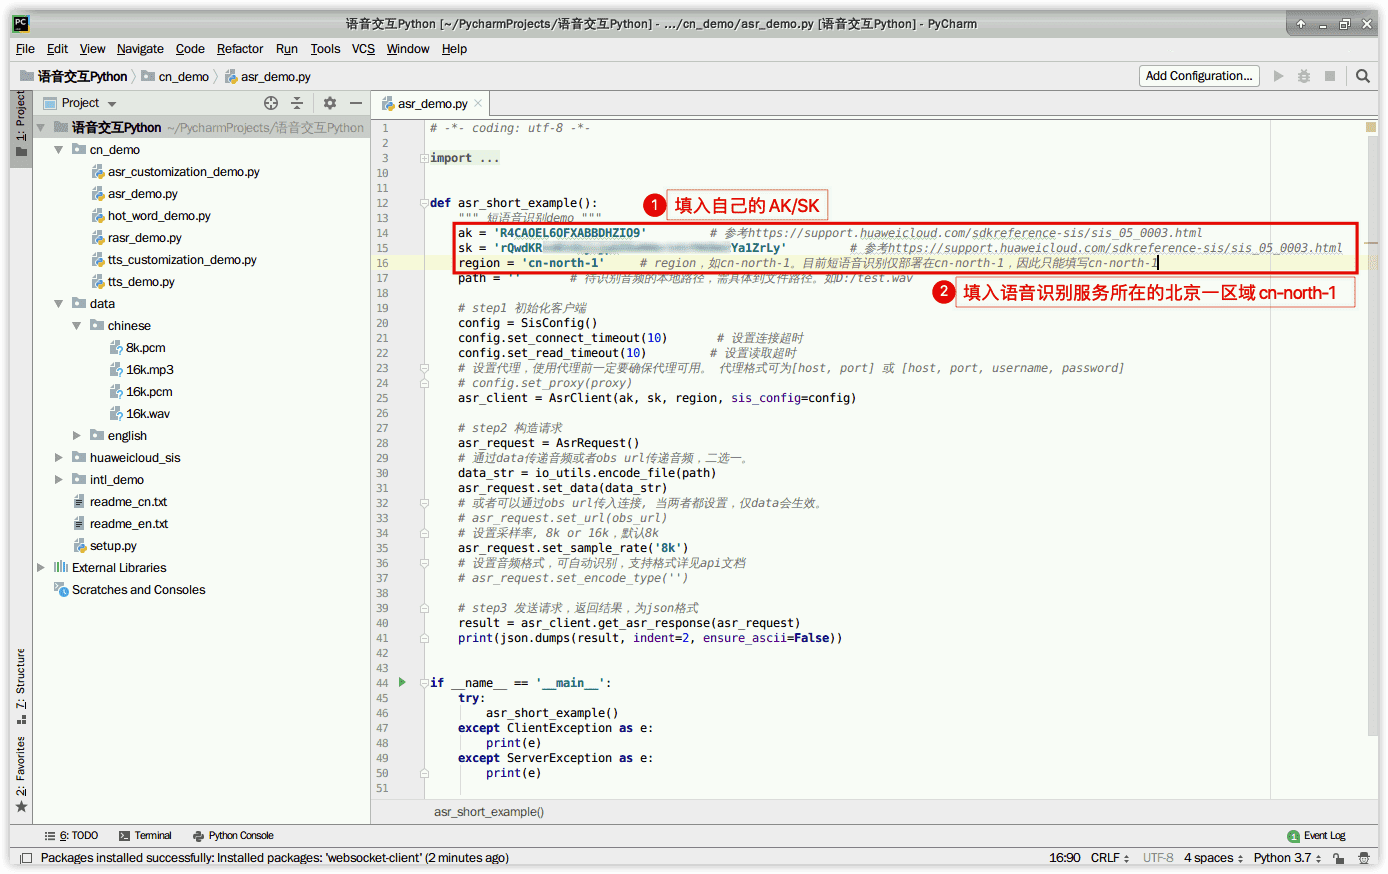 语音交互Python [~/PycharmProjects/语音交互Python] - .../cn_demo/asr_demo.py [语音交互Python] - PyCharm
File Edit View Navigate Code Refactor Run Tools VCS Window Help
语音交互Python cn_demo asr_demo.py Add Configuration...
1: Project
Project
asr_demo.py
语音交互Python ~/PycharmProjects/语音交互Python
cn_demo
asr_customization_demo.py
asr_demo.py
hot_word_demo.py
rasr_demo.py
tts_customization_demo.py
tts_demo.py
data
chinese
8k.pcm
16k.mp3
16k.pcm
16k.wav
english
huaweicloud_sis
intl_demo
readme_cn.txt
readme_en.txt
setup.py
External Libraries
Scratches and Consoles
7: Structure
2: Favorites
1 # -*- coding: utf-8 -*-
2
3 import ...
10
11
12 def asr_short_example():
1 填入自己的AK/SK
13 """ 短语音识别demo """
14 ak = 'R4CAOEL6OFXABBDHZIO9' # 参考https://support.huaweicloud.com/sdkreference-sis/sis_05_0003.html
15 sk = 'rQwdKR Ya1ZrLy' # 参考https://support.huaweicloud.com/sdkreference-sis/sis_05_0003.html
16 region = 'cn-north-1' # region，如cn-north-1。目前短语音识别仅部署在cn-north-1，因此只能填写cn-north-1
17 path = '' # 待识别音频的本地路径，需具体到文件路径。如D:/test.wav
2 填入语音识别服务所在的北京一区域cn-north-1
18
19 # step1 初始化客户端
20 config = SisConfig()
21 config.set_connect_timeout(10) # 设置连接超时
22 config.set_read_timeout(10) # 设置读取超时
23 # 设置代理，使用代理前一定要确保代理可用。 代理格式可为[host, port] 或 [host, port, username, password]
24 # config.set_proxy(proxy)
25 asr_client = AsrClient(ak, sk, region, sis_config=config)
26
27 # step2 构造请求
28 asr_request = AsrRequest()
29 # 通过data传递音频或者obs url传递音频，二选一。
30 data_str = io_utils.encode_file(path)
31 asr_request.set_data(data_str)
32 # 或者可以通过obs url传入连接, 当两者都设置，仅data会生效。
33 # asr_request.set_url(obs_url)
34 # 设置采样率, 8k or 16k，默认8k
35 asr_request.set_sample_rate('8k')
36 # 设置音频格式，可自动识别，支持格式详见api文档
37 # asr_request.set_encode_type('')
38
39 # step3 发送请求，返回结果，为json格式
40 result = asr_client.get_asr_response(asr_request)
41 print(json.dumps(result, indent=2, ensure_ascii=False))
42
43
44 if __name__ == '__main__':
45 try:
46 asr_short_example()
47 except ClientException as e:
48 print(e)
49 except ServerException as e:
50 print(e)
51
asr_short_example()
6: TODO Terminal Python Console 1 Event Log
Packages installed successfully: Installed packages: 'websocket-client' (2 minutes ago) 16:90 CRLF UTF-8 4 spaces Python 3.7